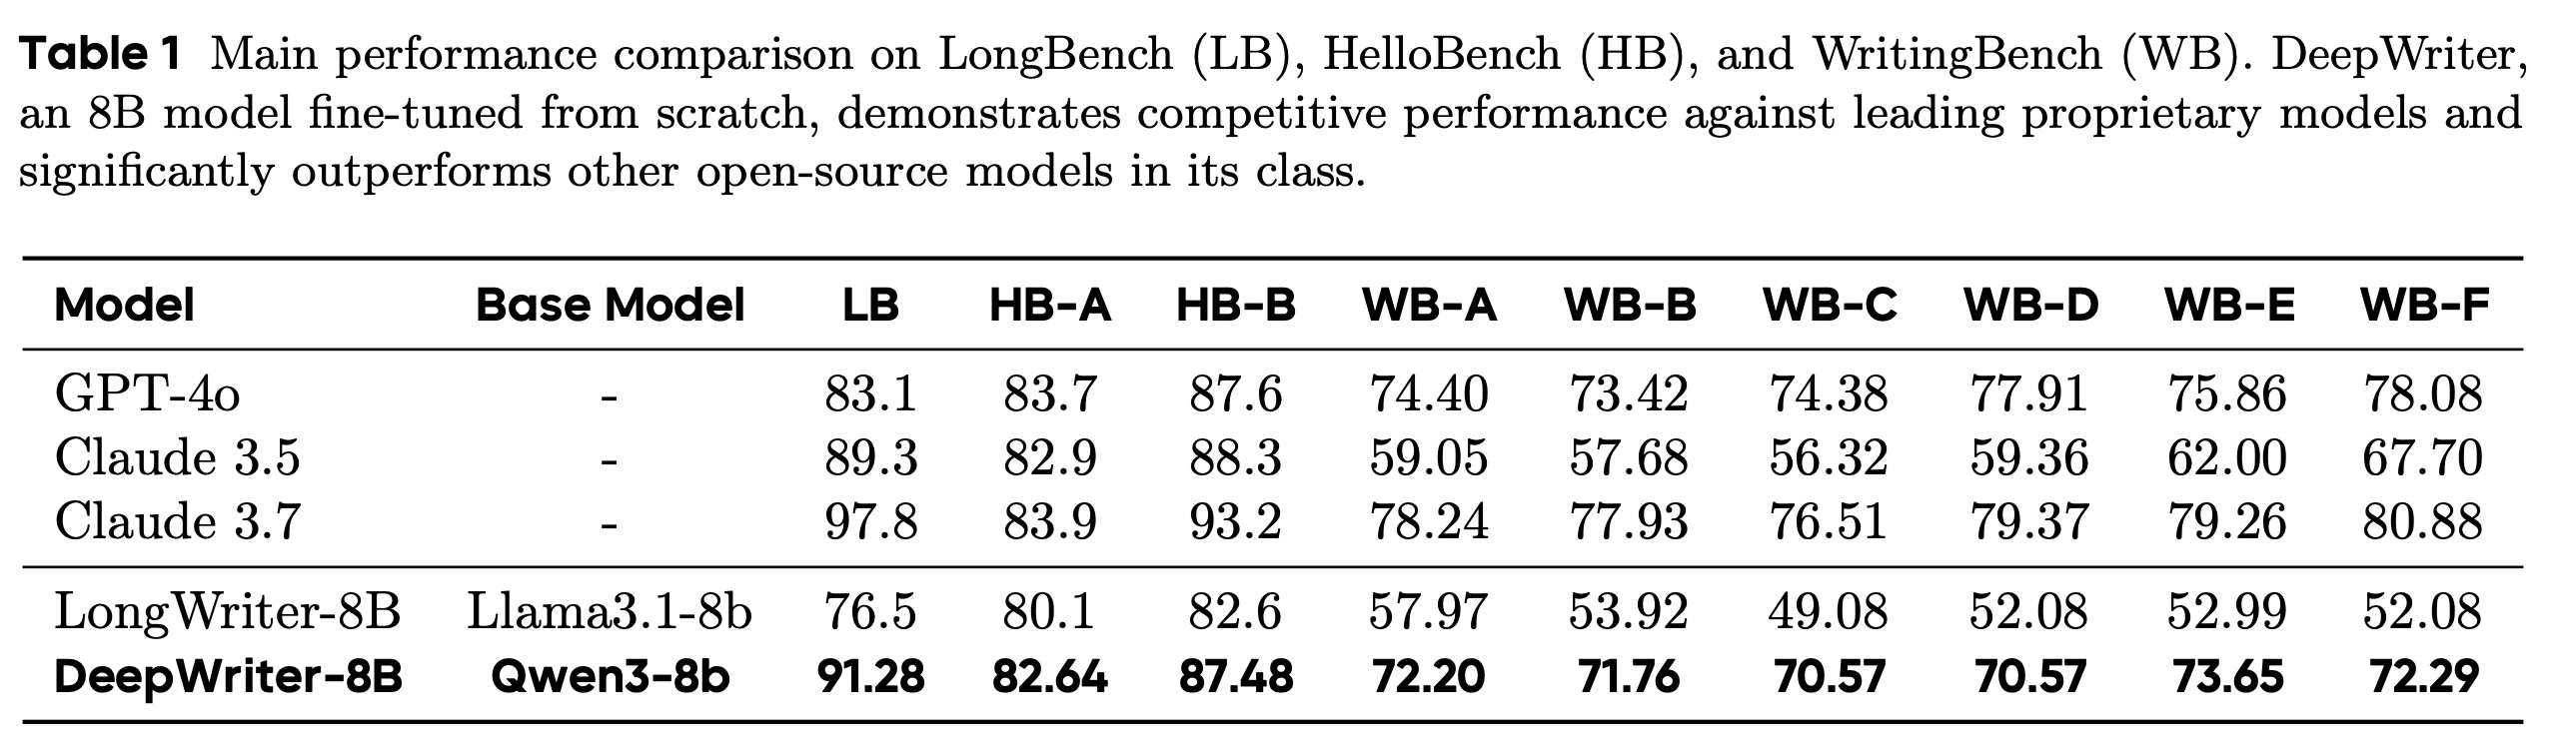 Table 1 Main performance comparison on LongBench (LB), HelloBench (HB), and WritingBench (WB). DeepWriter,
an 8B model fine-tuned from scratch, demonstrates competitive performance against leading proprietary models and
significantly outperforms other open-source models in its class.
Model Base Model LB HB-A HB-B WB-A WB-B WB-C WB-D WB-E WB-F
GPT-4o - 83.1 83.7 87.6 74.40 73.42 74.38 77.91 75.86 78.08
Claude 3.5 - 89.3 82.9 88.3 59.05 57.68 56.32 59.36 62.00 67.70
Claude 3.7 - 97.8 83.9 93.2 78.24 77.93 76.51 79.37 79.26 80.88
LongWriter-8B Llama3.1-8b 76.5 80.1 82.6 57.97 53.92 49.08 52.08 52.99 52.08
DeepWriter-8B Qwen3-8b 91.28 82.64 87.48 72.20 71.76 70.57 70.57 73.65 72.29